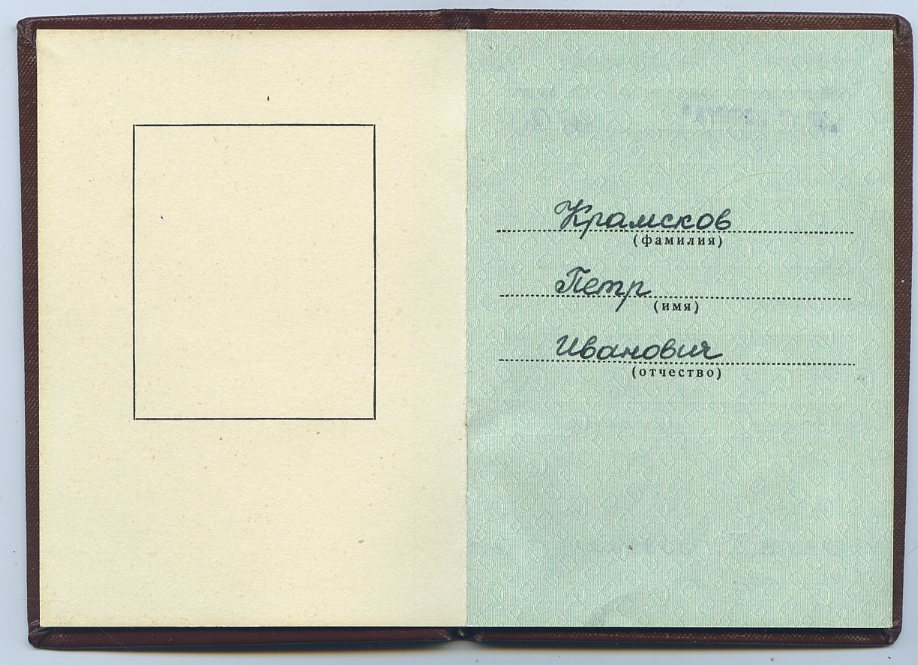 Крамсков
(фамилия)
Петр
(имя)
Иванович
(отчество)